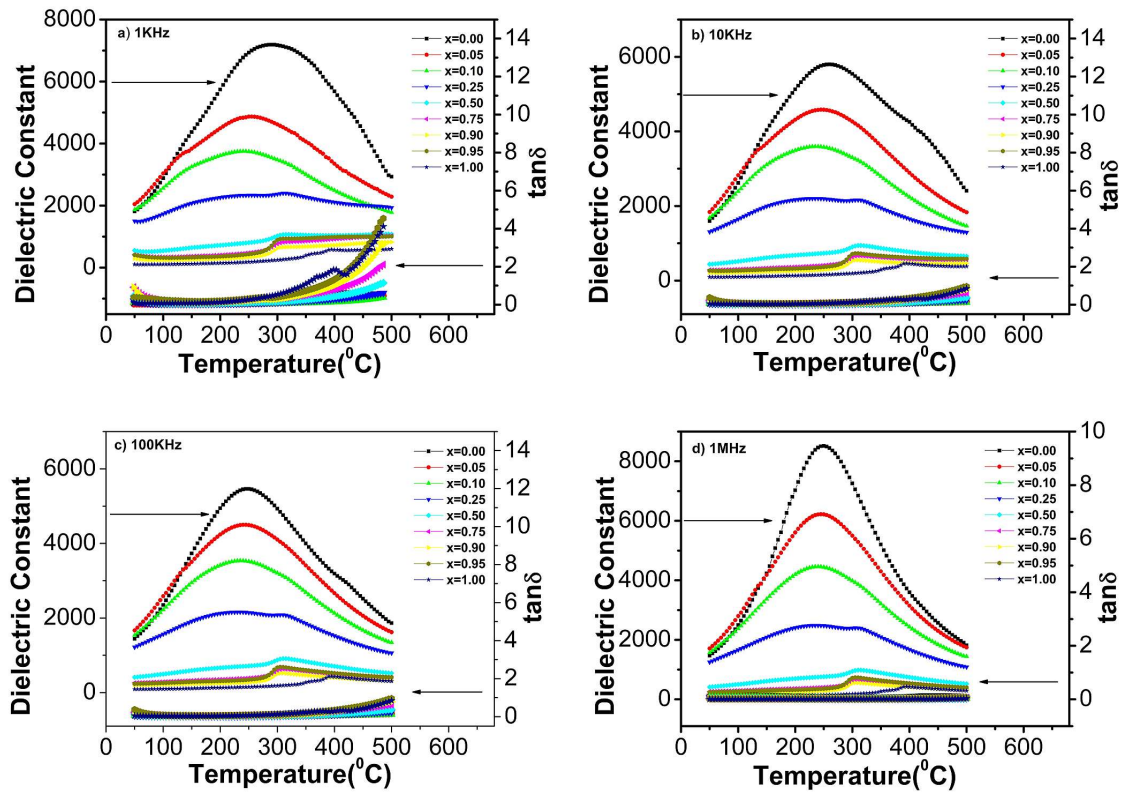 a) 1KHz
8000
6000
4000
2000
0
Dielectric Constant
14
12
10
8
6
4
2
0
tanδ
x=0.00
x=0.05
x=0.10
x=0.25
x=0.50
x=0.75
x=0.90
x=0.95
x=1.00
0 100 200 300 400 500 600
Temperature(⁰C)
b) 10KHz
6000
4000
2000
0
Dielectric Constant
14
12
10
8
6
4
2
0
tanδ
x=0.00
x=0.05
x=0.10
x=0.25
x=0.50
x=0.75
x=0.90
x=0.95
x=1.00
0 100 200 300 400 500 600
Temperature(⁰C)
c) 100KHz
6000
4000
2000
0
Dielectric Constant
14
12
10
8
6
4
2
0
tanδ
x=0.00
x=0.05
x=0.10
x=0.25
x=0.50
x=0.75
x=0.90
x=0.95
x=1.00
0 100 200 300 400 500 600
Temperature(⁰C)
d) 1MHz
8000
6000
4000
2000
0
Dielectric Constant
10
8
6
4
2
0
tanδ
x=0.00
x=0.05
x=0.10
x=0.25
x=0.50
x=0.75
x=0.90
x=0.95
x=1.00
0 100 200 300 400 500 600
Temperature(⁰C)